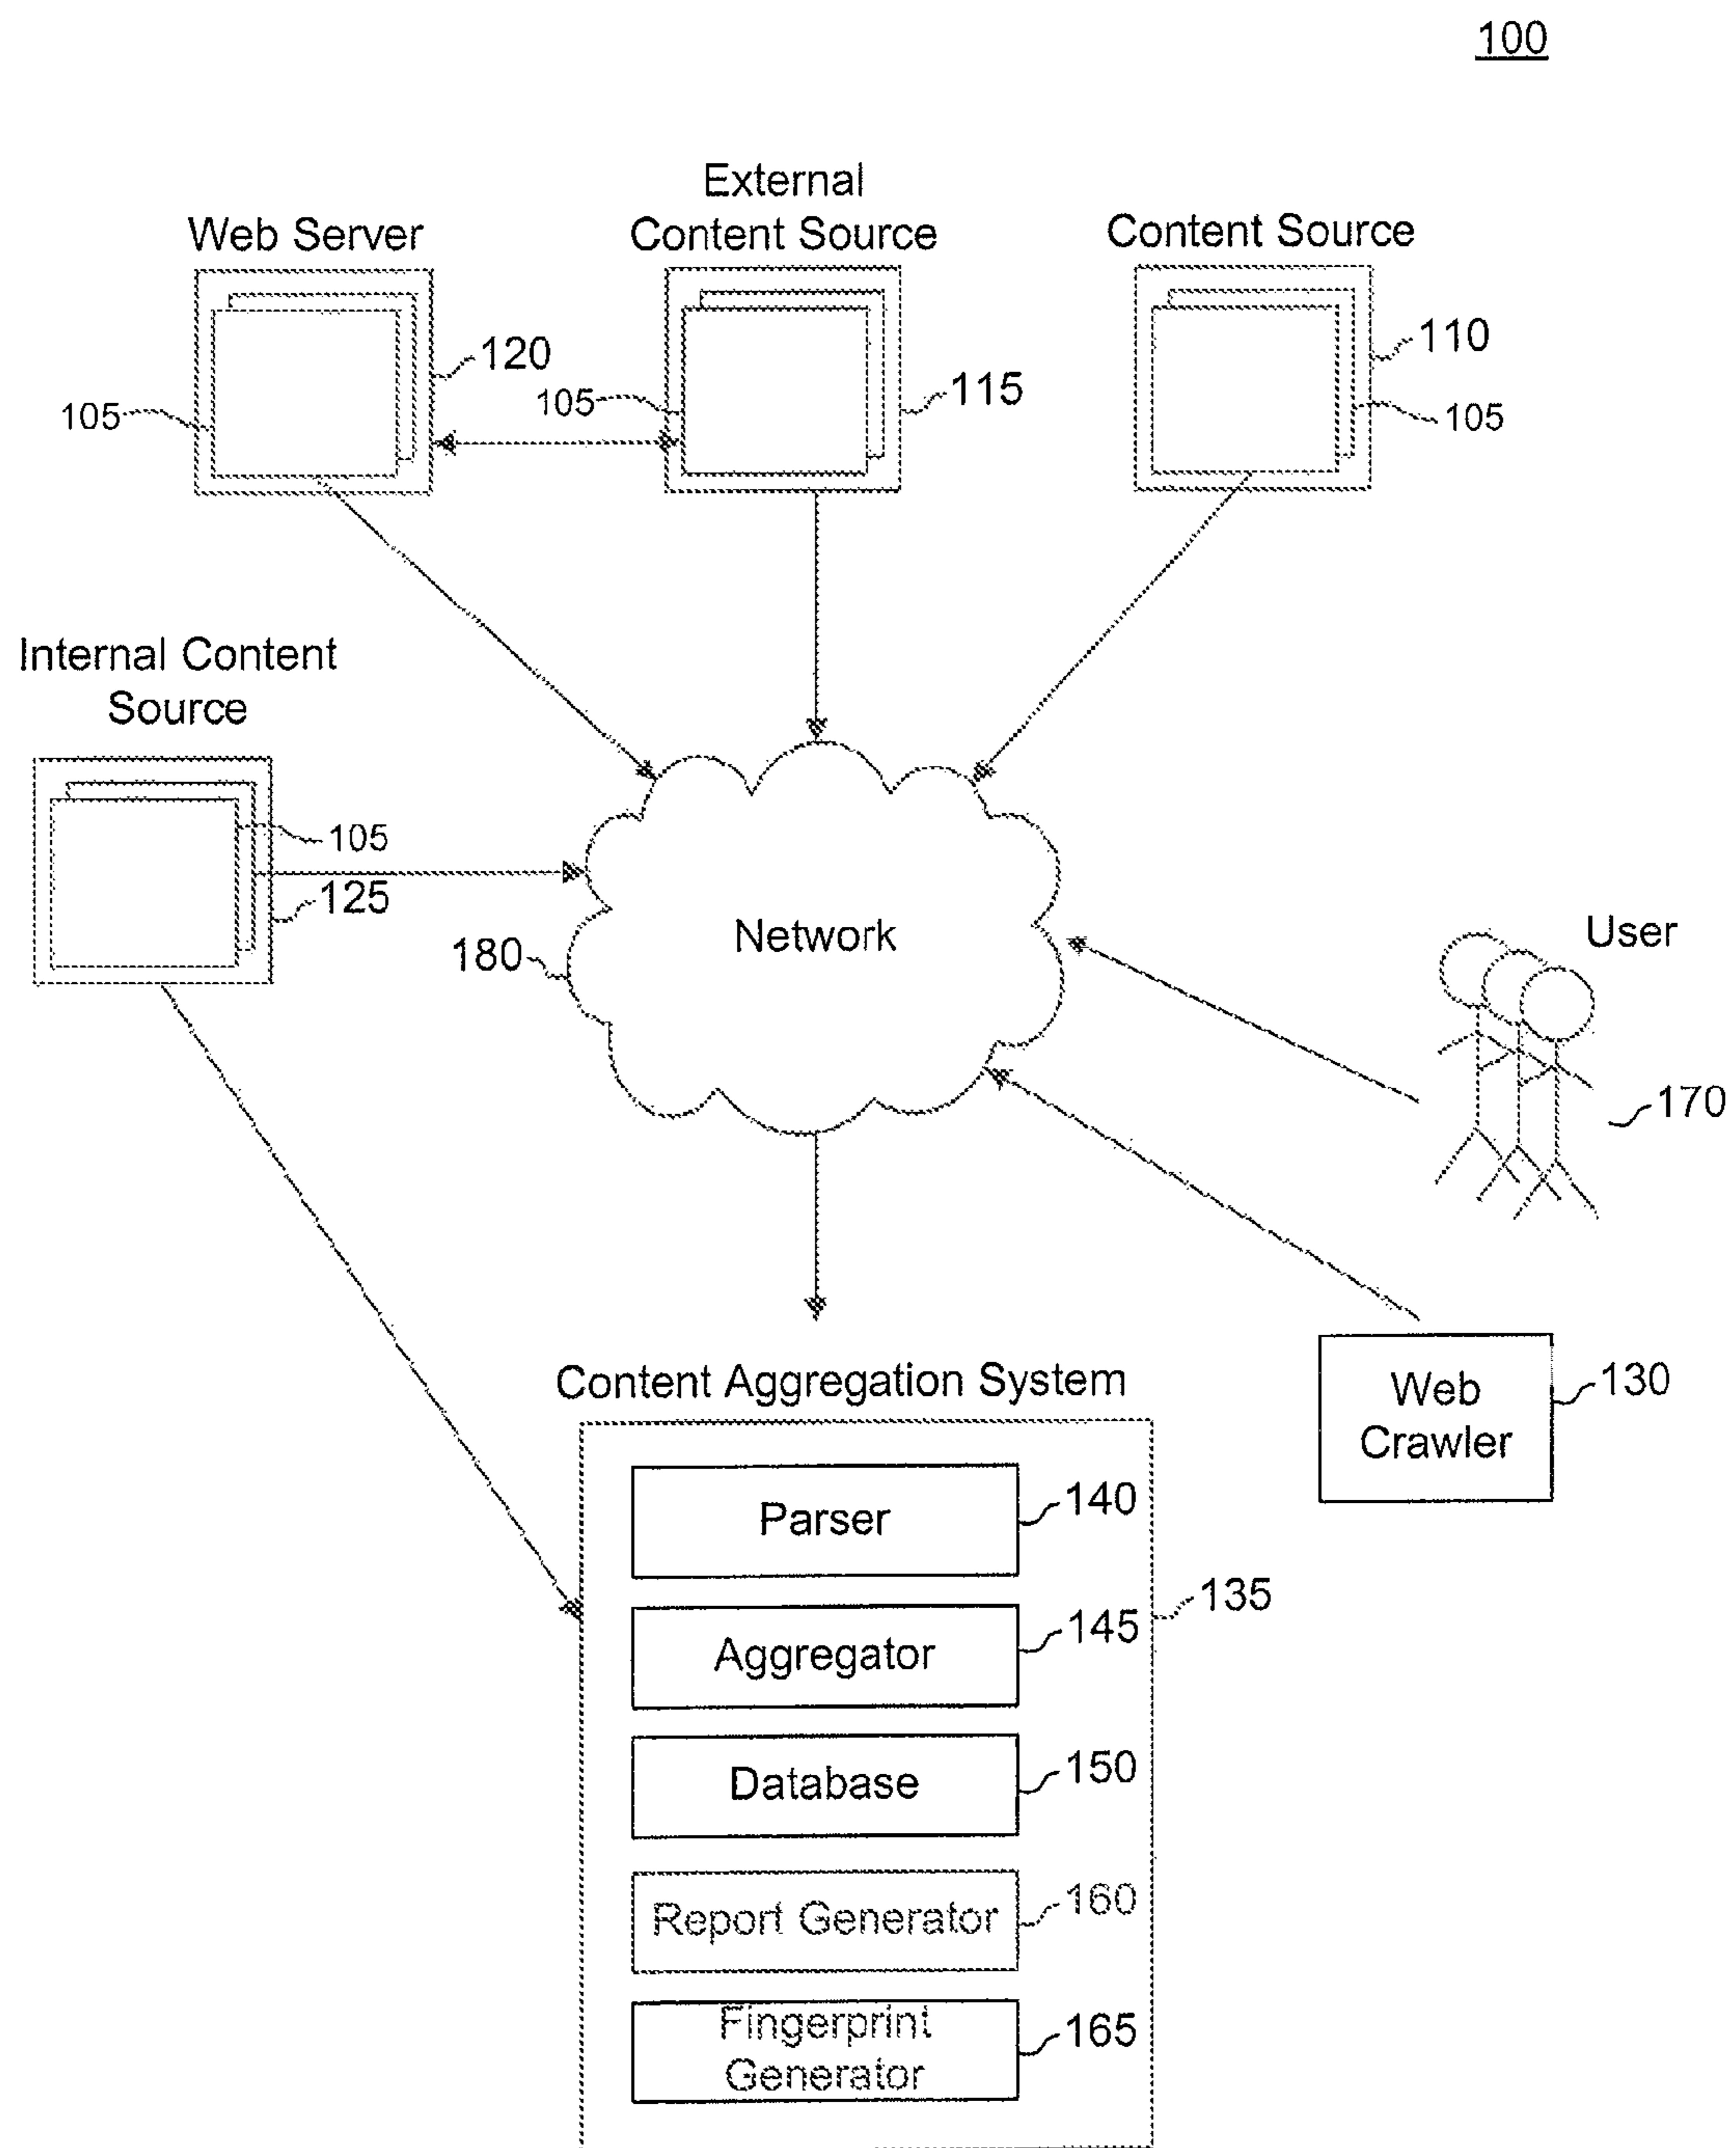 100
External
Web Server
Content Source
Content Source
120
115
110
105
105
105
Internal Content
Source
105
125
Network
180
User
170
Content Aggregation System
Web
Crawler
130
Parser
140
135
Aggregator
145
Database
150
Report Generator
160
Fingerprint
Generator
165